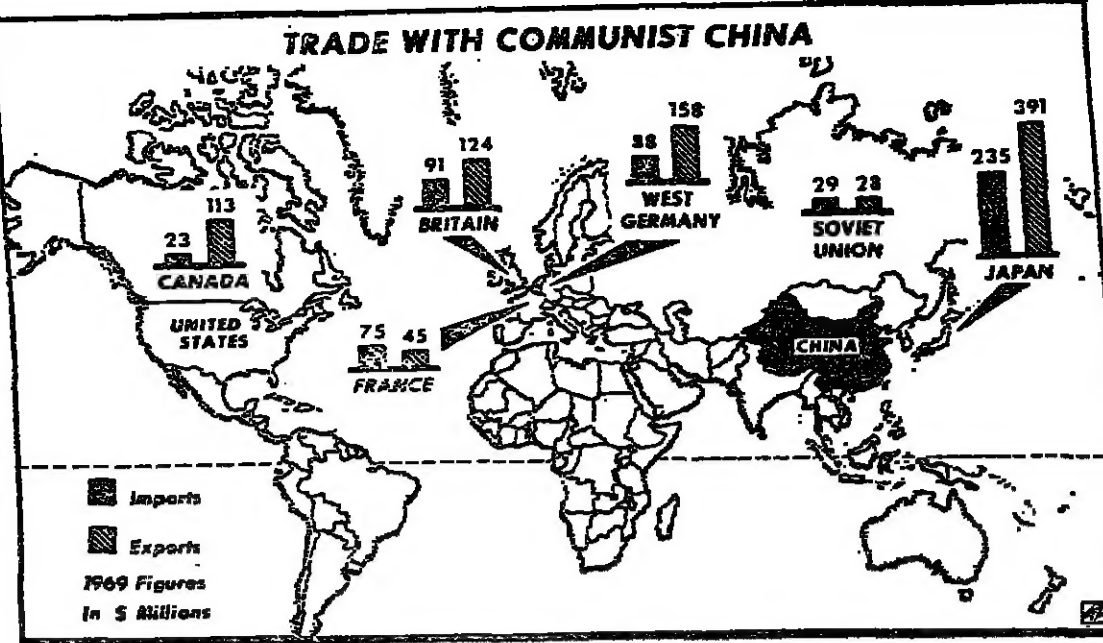 TRADE WITH COMMUNIST CHINA
23 113
CANADA
UNITED
STATES
91 124
BRITAIN
75 45
FRANCE
88 158
WEST
GERMANY
29 28
SOVIET
UNION
235 391
JAPAN
CHINA
Imports
Exports
1969 Figures
In $ Millions
AP